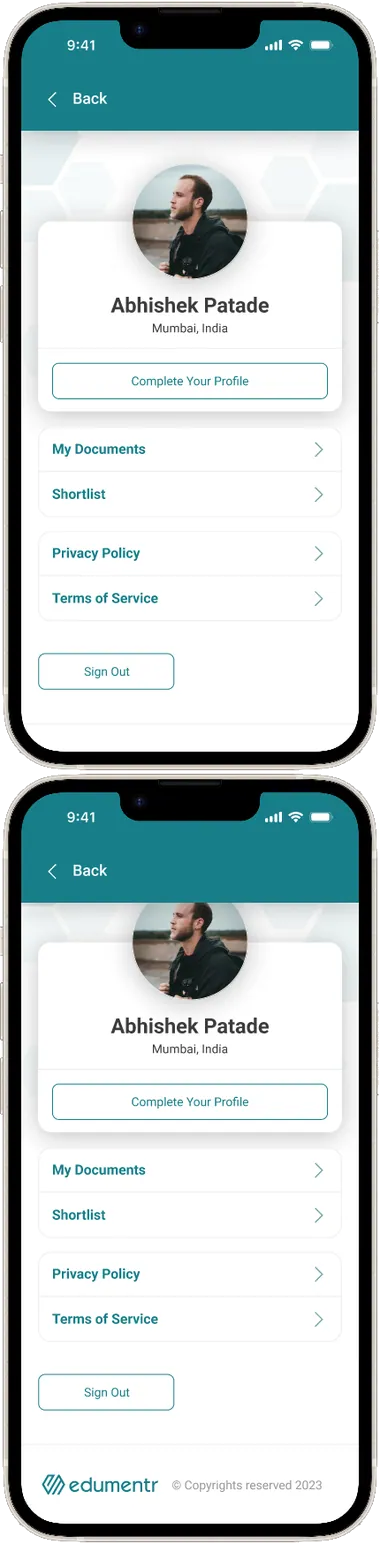 9:41
Back
Abhishek Patade
Mumbai, India
Complete Your Profile
My Documents
Shortlist
Privacy Policy
Terms of Service
Sign Out
9:41
Back
Abhishek Patade
Mumbai, India
Complete Your Profile
My Documents
Shortlist
Privacy Policy
Terms of Service
Sign Out
edumentr © Copyrights reserved 2023